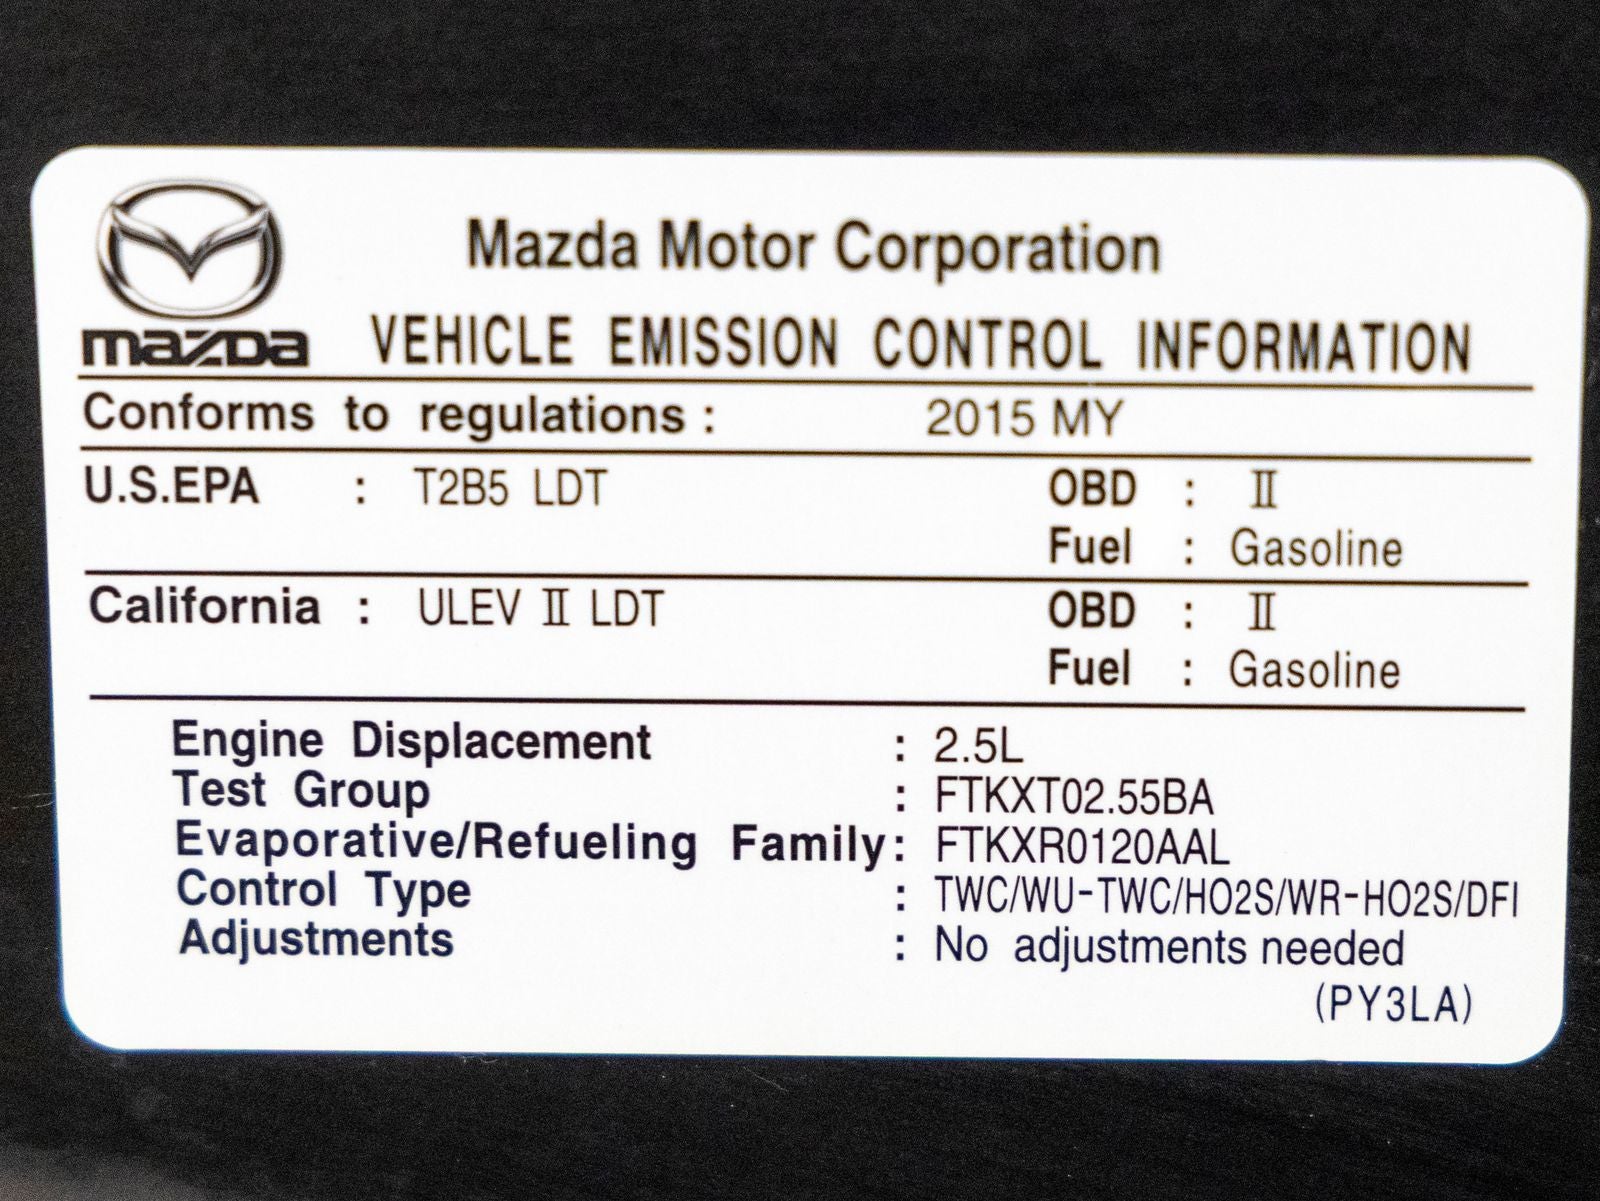 Mazda Motor Corporation
mazda VEHICLE EMISSION CONTROL INFORMATION
Conforms to regulations : 2015 MY
U.S.EPA : T2B5 LDT OBD : II
Fuel : Gasoline
California : ULEV II LDT OBD : II
Fuel : Gasoline
Engine Displacement : 2.5L
Test Group : FTKXT02.55BA
Evaporative/Refueling Family : FTKXR0120AAL
Control Type : TWC/WU-TWC/HO2S/WR-HO2S/DFI
Adjustments : No adjustments needed
(PY3LA)